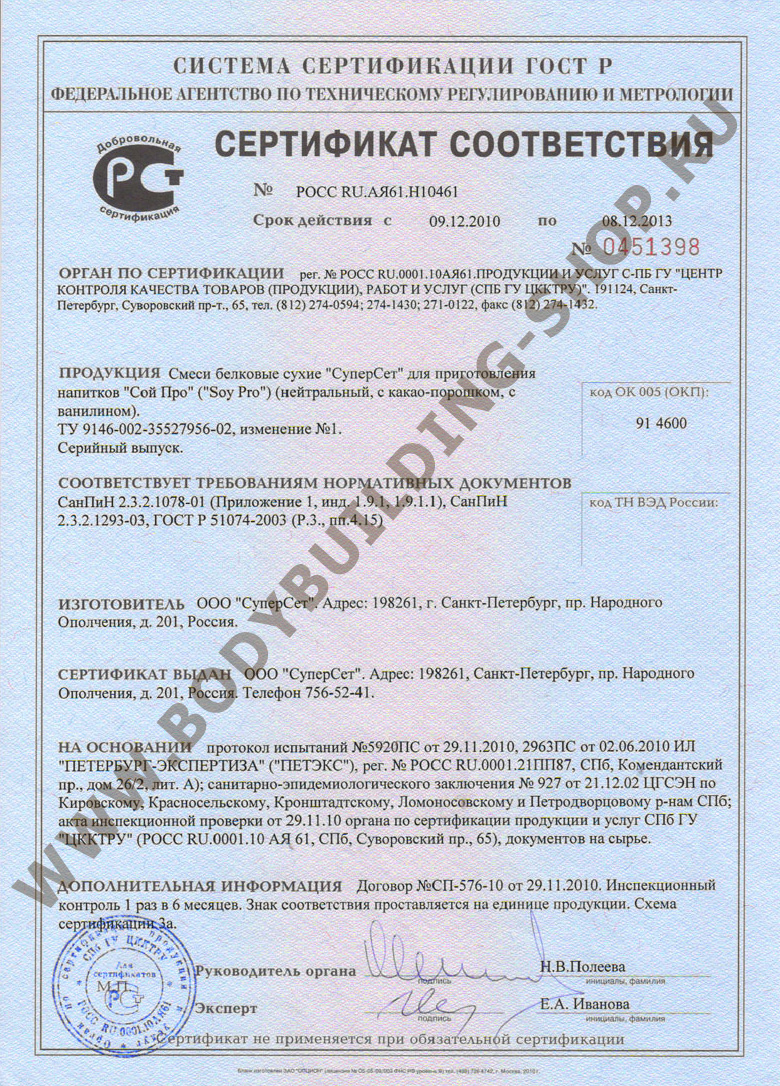 СИСТЕМА СЕРТИФИКАЦИИ ГОСТ Р
ФЕДЕРАЛЬНОЕ АГЕНТСТВО ПО ТЕХНИЧЕСКОМУ РЕГУЛИРОВАНИЮ И МЕТРОЛОГИИ
Добровольная
сертификация
СЕРТИФИКАТ СООТВЕТСТВИЯ
№ РОСС RU.АЯ61.Н10461
Срок действия с 09.12.2010 по 08.12.2013
№ 0451398
ОРГАН ПО СЕРТИФИКАЦИИ рег. № РОСС RU.0001.10АЯ61.ПРОДУКЦИИ И УСЛУГ С-ПБ ГУ "ЦЕНТР
КОНТРОЛЯ КАЧЕСТВА ТОВАРОВ (ПРОДУКЦИИ), РАБОТ И УСЛУГ (СПБ ГУ ЦККТРУ)". 191124, Санкт-
Петербург, Суворовский пр-т., 65, тел. (812) 274-0594; 274-1430; 271-0122, факс (812) 274-1432.
ПРОДУКЦИЯ Смеси белковые сухие "СуперСет" для приготовления
напитков "Сой Про" ("Soy Pro") (нейтральный, с какао-порошком, с
ванилином).
ТУ 9146-002-35527956-02, изменение №1.
Серийный выпуск.
код ОК 005 (ОКП):
91 4600
СООТВЕТСТВУЕТ ТРЕБОВАНИЯМ НОРМАТИВНЫХ ДОКУМЕНТОВ
СанПиН 2.3.2.1078-01 (Приложение 1, инд. 1.9.1, 1.9.1.1), СанПиН
2.3.2.1293-03, ГОСТ Р 51074-2003 (Р.3., пп.4.15)
код ТН ВЭД России:
ИЗГОТОВИТЕЛЬ ООО "СуперСет". Адрес: 198261, г. Санкт-Петербург, пр. Народного
Ополчения, д. 201, Россия.
СЕРТИФИКАТ ВЫДАН ООО "СуперСет". Адрес: 198261, Санкт-Петербург, пр. Народного
Ополчения, д. 201, Россия. Телефон 756-52-41.
НА ОСНОВАНИИ протокол испытаний №5920ПС от 29.11.2010, 2963ПС от 02.06.2010 ИЛ
"ПЕТЕРБУРГ-ЭКСПЕРТИЗА" ("ПЕТЭКС"), рег. № РОСС RU.0001.21ПП87, СПб, Комендантский
пр., дом 26/2, лит. А); санитарно-эпидемиологического заключения № 927 от 21.12.02 ЦГСЭН по
Кировскому, Красносельскому, Кронштадтскому, Ломоносовскому и Петродворцовому р-нам СПб;
акта инспекционной проверки от 29.11.10 органа по сертификации продукции и услуг СПб ГУ
"ЦККТРУ" (РОСС RU.0001.10 АЯ 61, СПб, Суворовский пр., 65), документов на сырье.
ДОПОЛНИТЕЛЬНАЯ ИНФОРМАЦИЯ Договор №СП-576-10 от 29.11.2010. Инспекционный
контроль 1 раз в 6 месяцев. Знак соответствия проставляется на единице продукции. Схема
сертификации 3а.
Руководитель органа Н.В.Полеева
подпись инициалы, фамилия
Эксперт Е.А. Иванова
подпись инициалы, фамилия
М.П.
СПБ ГУ ЦККТРУ
Для
сертификатов
РОСС RU.0001.10АЯ61
Сертификат не применяется при обязательной сертификации
WWW.BODYBUILDING-SHOP.RU